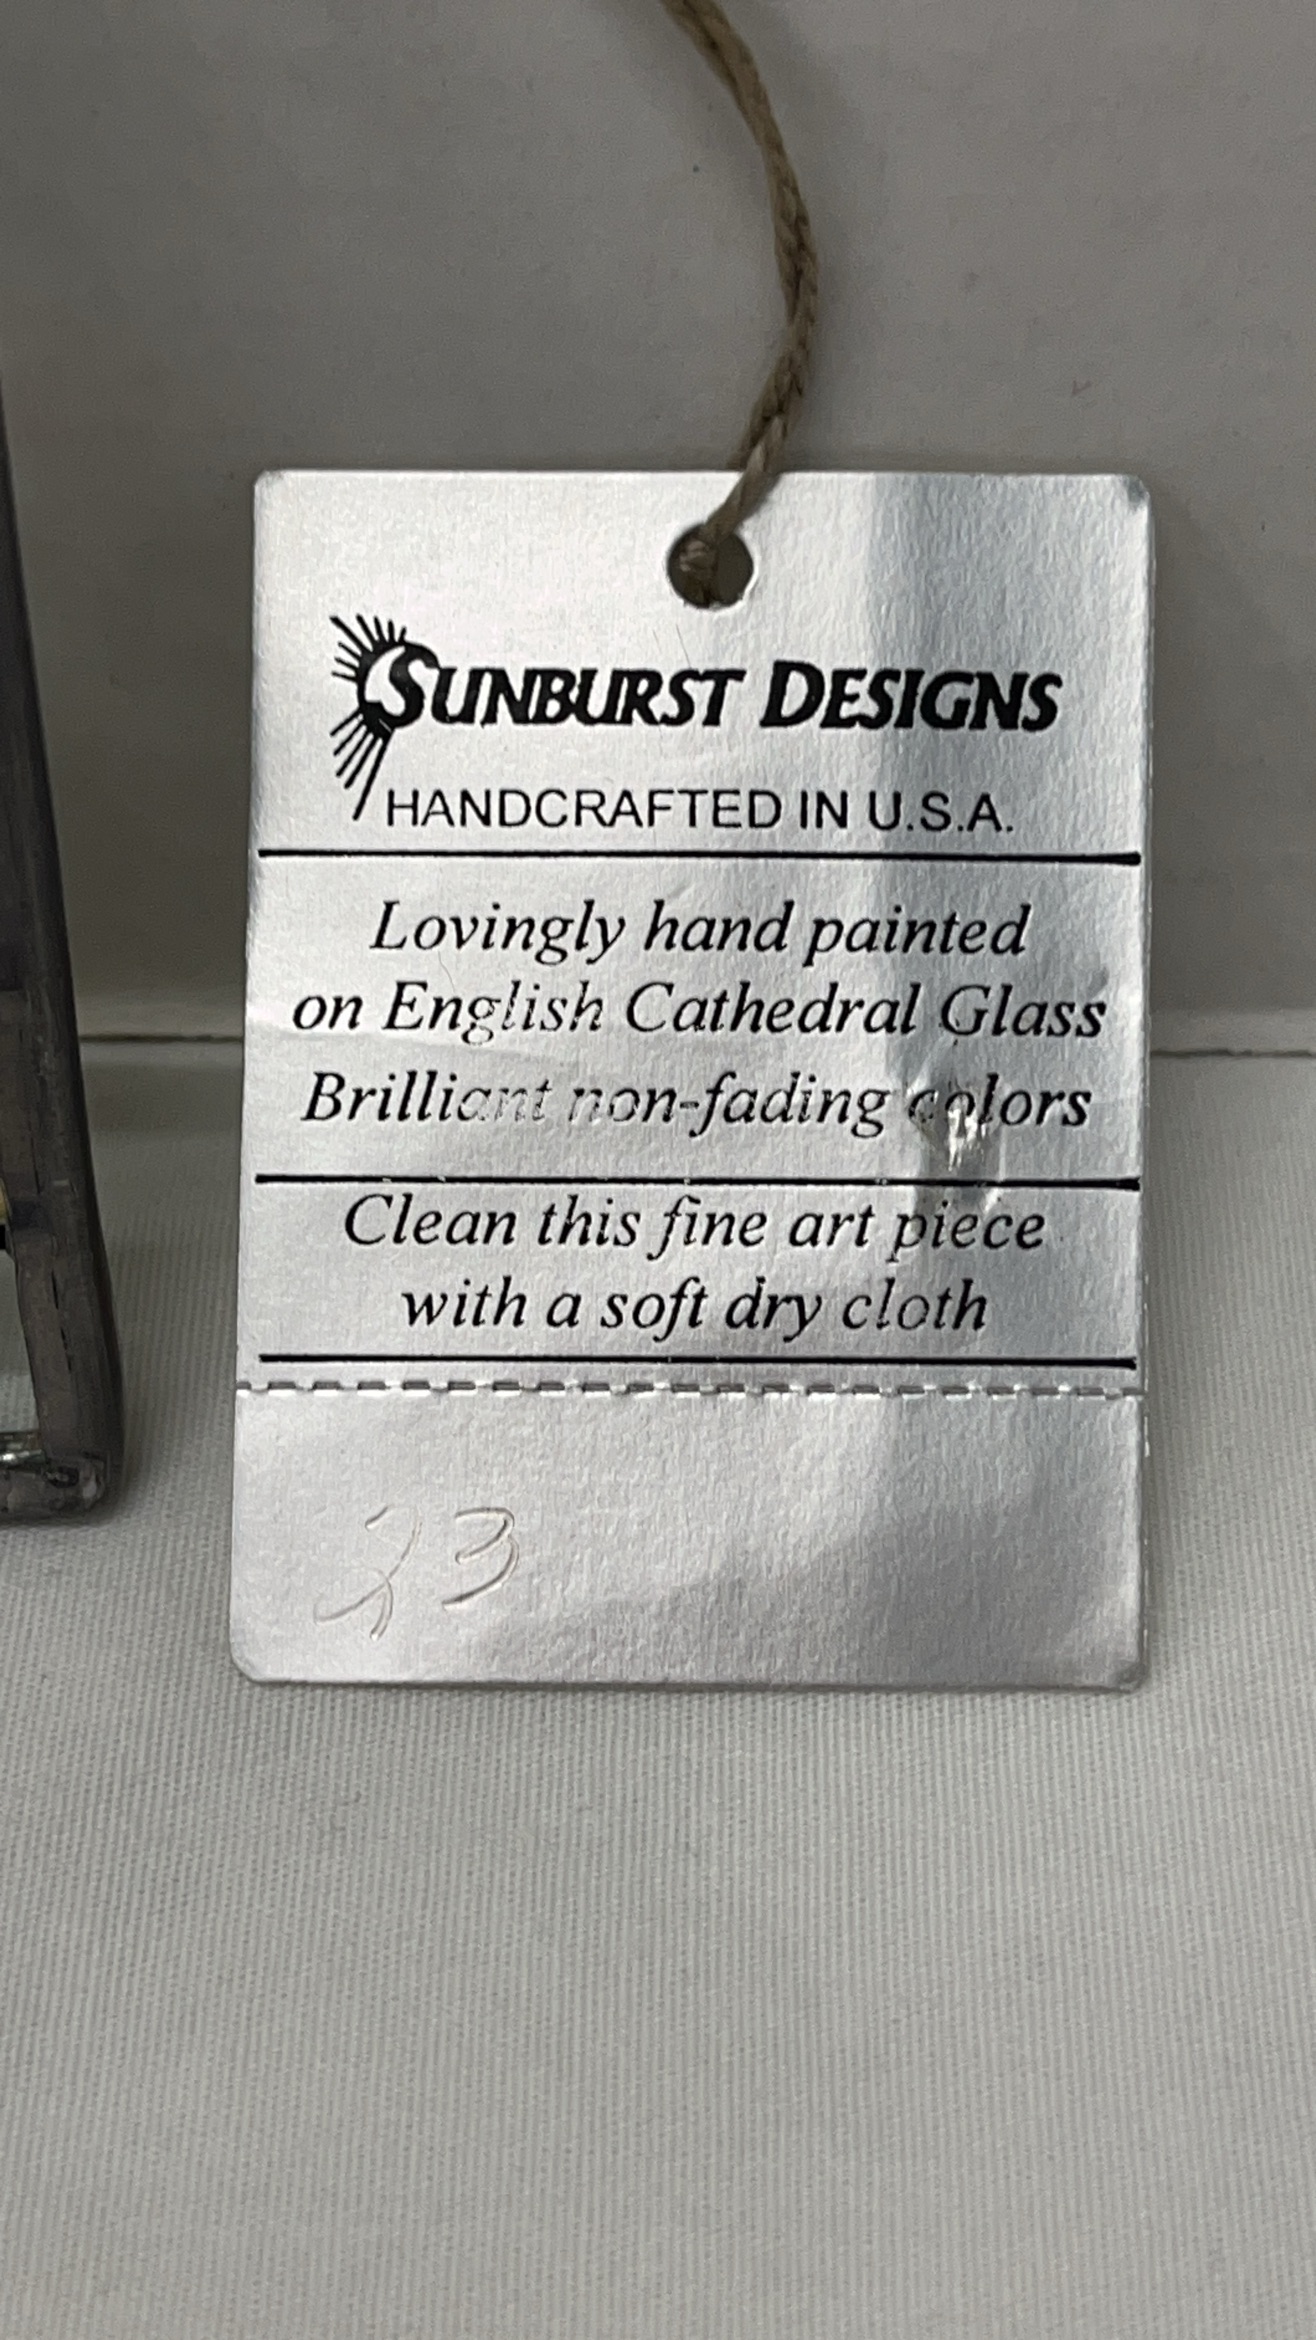 SUNBURST DESIGNS
HANDCRAFTED IN U.S.A.
Lovingly hand painted
on English Cathedral Glass
Brilliant non-fading colors
Clean this fine art piece
with a soft dry cloth
23